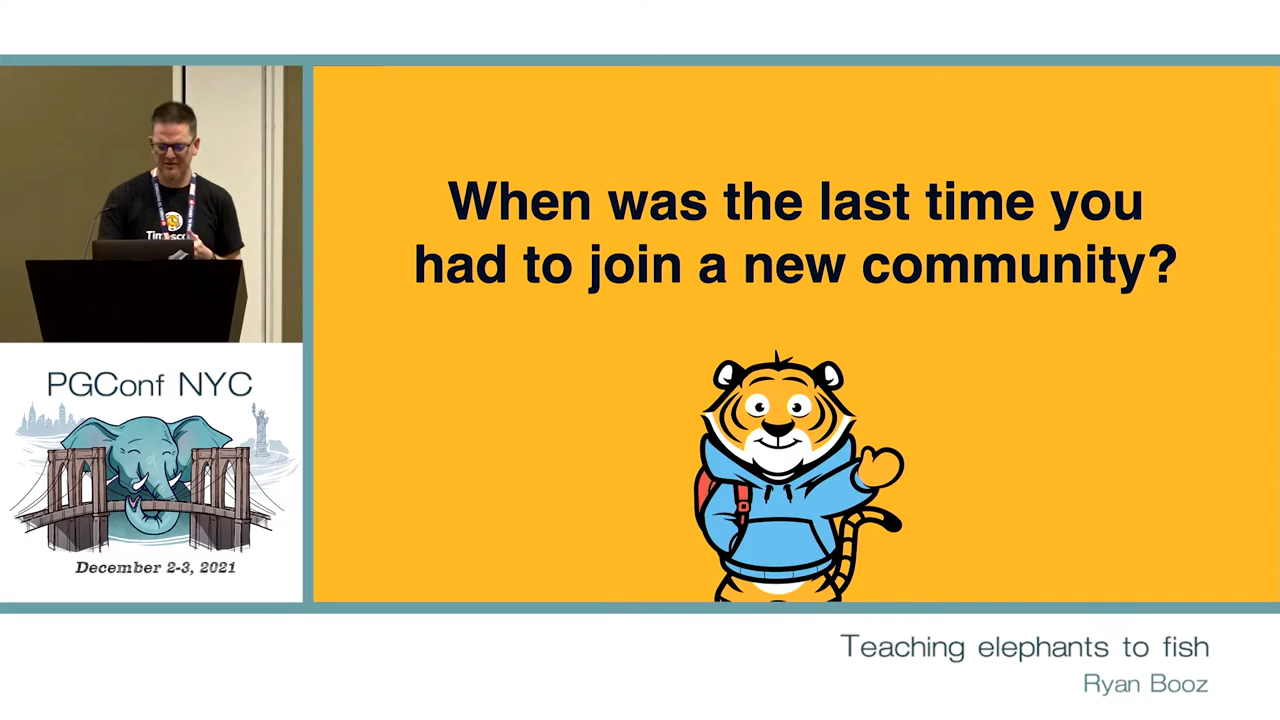 When was the last time you
had to join a new community?
PGConf NYC
December 2-3, 2021
Teaching elephants to fish
Ryan Booz